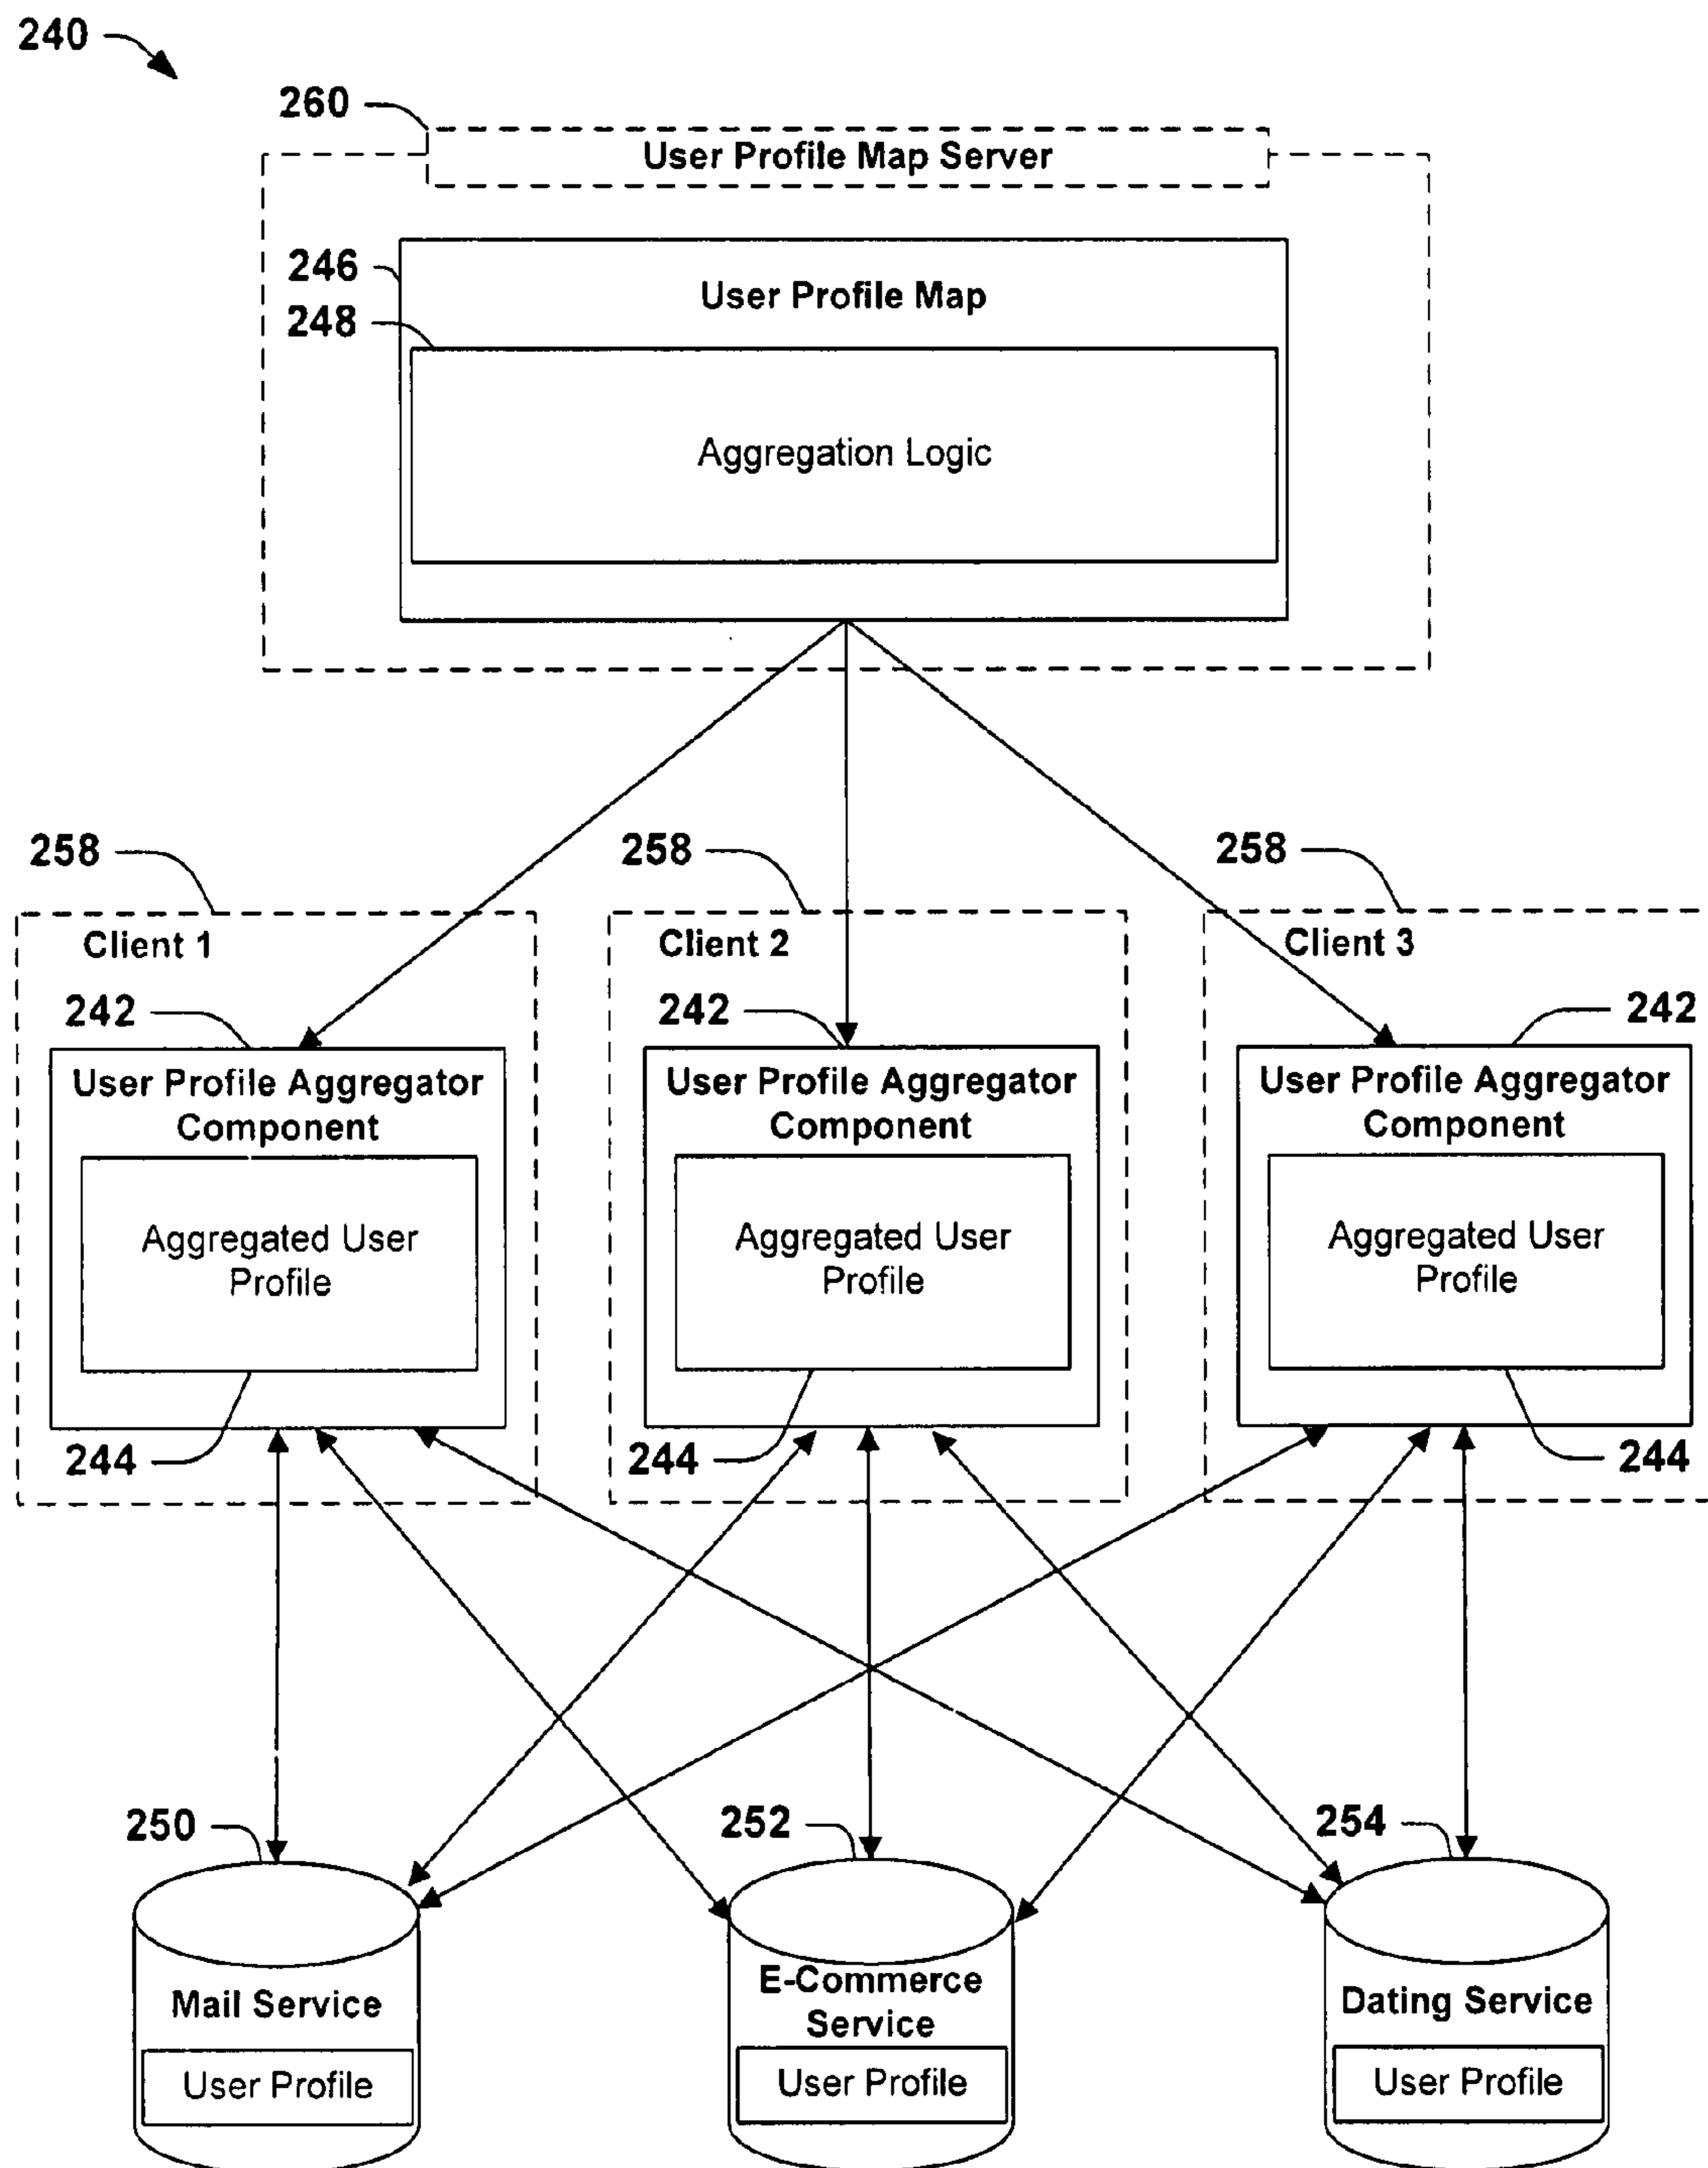 240
260
User Profile Map Server
246
User Profile Map
248
Aggregation Logic
258
258
258
Client 1
Client 2
Client 3
242
242
242
User Profile Aggregator
Component
User Profile Aggregator
Component
User Profile Aggregator
Component
Aggregated User
Profile
Aggregated User
Profile
Aggregated User
Profile
244
244
244
250
252
254
Mail Service
User Profile
E-Commerce
Service
User Profile
Dating Service
User Profile